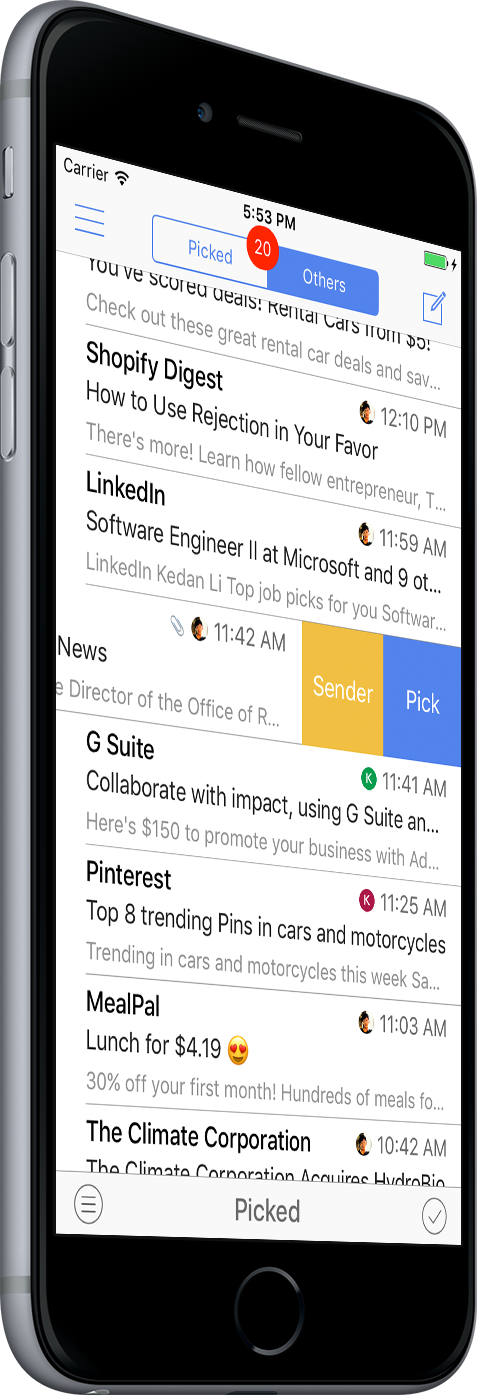 Carrier
5:53 PM
Picked
20
Others
You've scored deals! Rental Cars from $5!
Check out these great rental car deals and sav...
Shopify Digest
12:10 PM
How to Use Rejection in Your Favor
There's more! Learn how fellow entrepreneur, T...
LinkedIn
11:59 AM
Software Engineer II at Microsoft and 9 ot...
LinkedIn Kedan Li Top job picks for you Softwar...
11:42 AM
News
e Director of the Office of R...
Sender
Pick
G Suite
K 11:41 AM
Collaborate with impact, using G Suite an...
Here's $150 to promote your business with Ad...
Pinterest
K 11:25 AM
Top 8 trending Pins in cars and motorcycles
Trending in cars and motorcycles this week Sa...
MealPal
11:03 AM
Lunch for $4.19 😍
30% off your first month! Hundreds of meals fo...
The Climate Corporation
10:42 AM
The Climate Corporation Acquires HydroBio
Picked